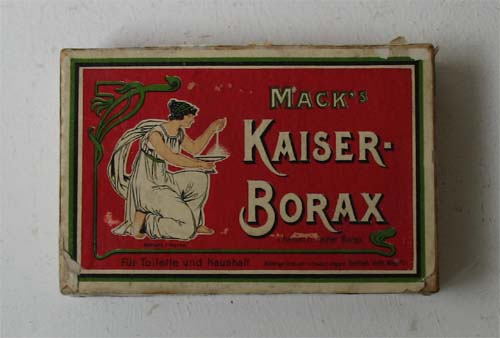 MACK's
KAISER-
BORAX
Für Toilette und Haushalt